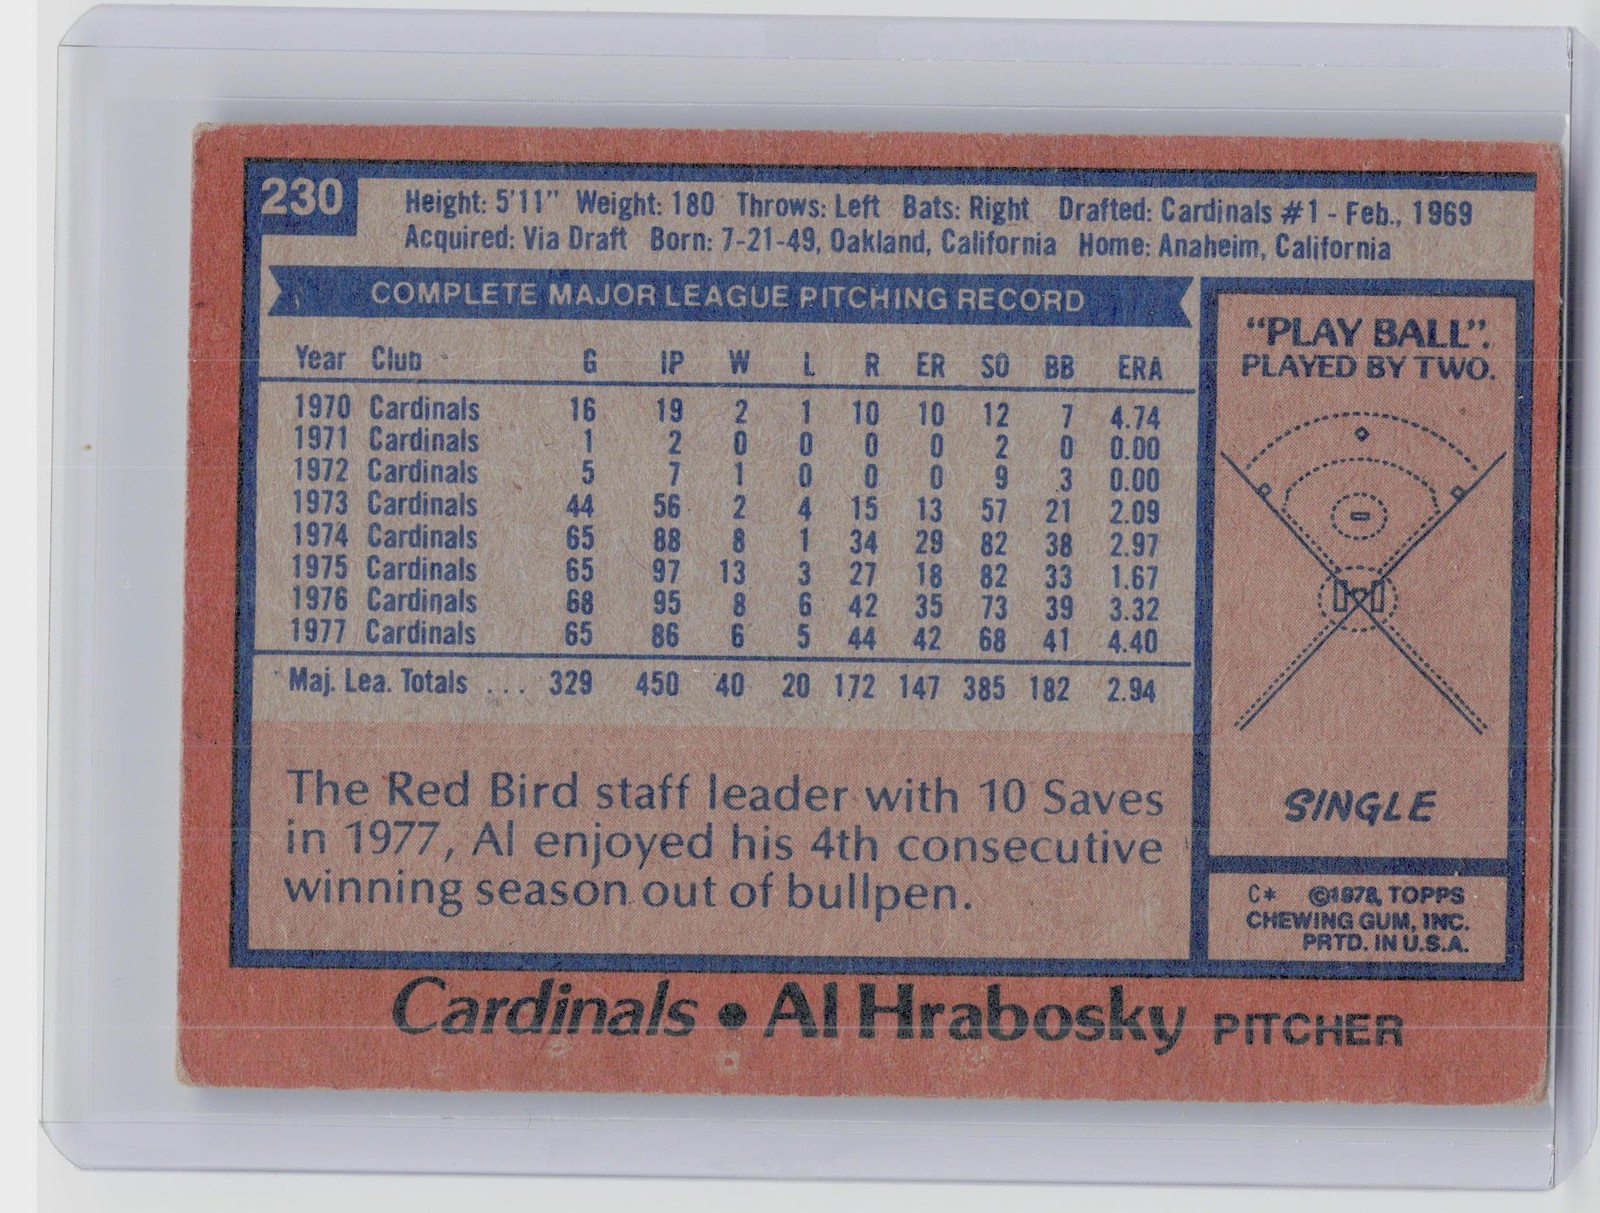 230
Height: 5'11" Weight: 180 Throws: Left Bats: Right Drafted: Cardinals #1 - Feb., 1969
Acquired: Via Draft Born: 7-21-49, Oakland, California Home: Anaheim, California
COMPLETE MAJOR LEAGUE PITCHING RECORD
Year Club G IP W L R ER SO BB ERA
1970 Cardinals 16 19 2 1 10 10 12 7 4.74
1971 Cardinals 1 2 0 0 0 0 2 0 0.00
1972 Cardinals 5 7 1 0 0 0 9 3 0.00
1973 Cardinals 44 56 2 4 15 13 57 21 2.09
1974 Cardinals 65 88 8 1 34 29 82 38 2.97
1975 Cardinals 65 97 13 3 27 18 82 33 1.67
1976 Cardinals 68 95 8 6 42 35 73 39 3.32
1977 Cardinals 65 86 6 5 44 42 68 41 4.40
Maj. Lea. Totals ... 329 450 40 20 172 147 385 182 2.94
The Red Bird staff leader with 10 Saves
in 1977, Al enjoyed his 4th consecutive
winning season out of bullpen.
"PLAY BALL".
PLAYED BY TWO.
SINGLE
C* ©1978, TOPPS
CHEWING GUM, INC.
PRTD. IN U.S.A.
Cardinals • Al Hrabosky PITCHER